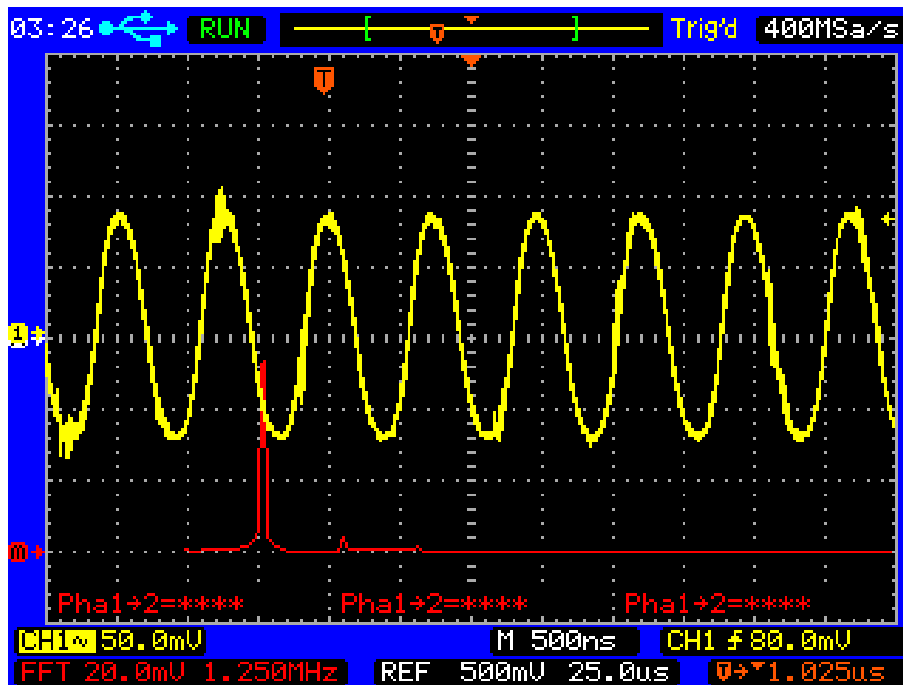 03:26 RUN T Trig'd 400MSa/s
T
1
m
Pha1→2=**** Pha1→2=**** Pha1→2=****
CH1~ 50.0mV M 500ns CH1 80.0mV
FFT 20.0mV 1.250MHz REF 500mV 25.0us 1.025us